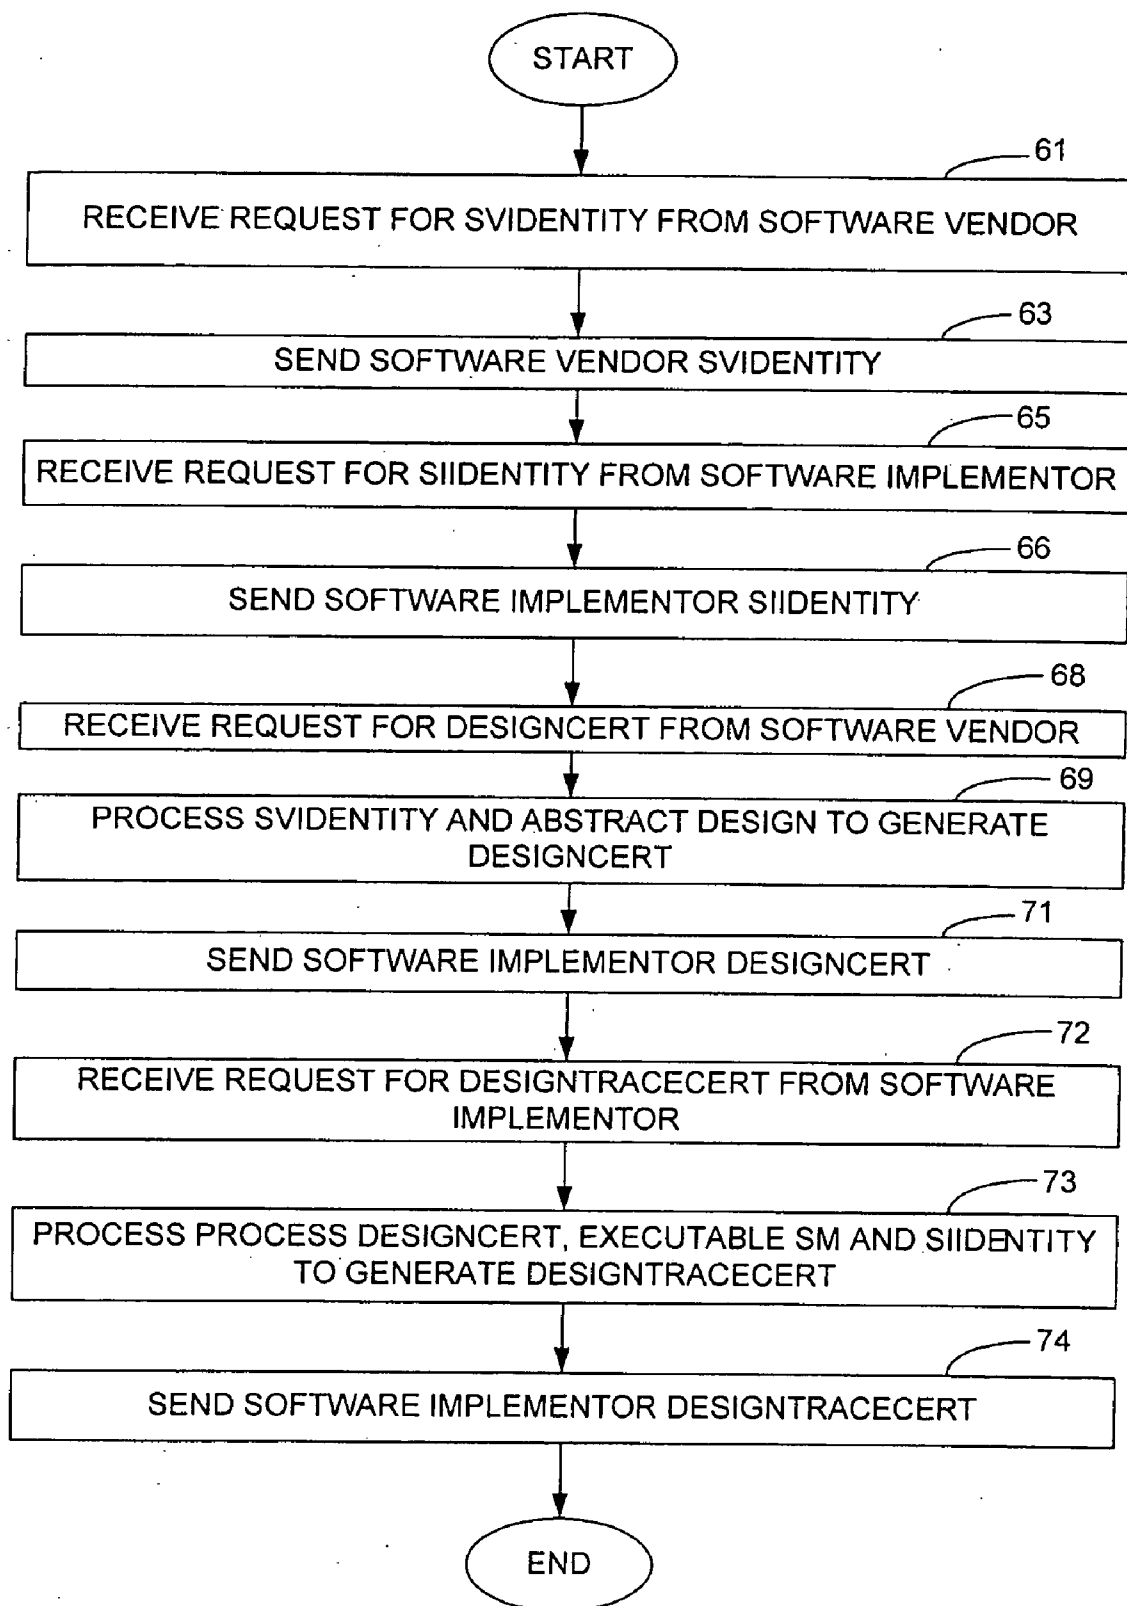 START
61
RECEIVE REQUEST FOR SVIDENTITY FROM SOFTWARE VENDOR
63
SEND SOFTWARE VENDOR SVIDENTITY
65
RECEIVE REQUEST FOR SIIDENTITY FROM SOFTWARE IMPLEMENTOR
66
SEND SOFTWARE IMPLEMENTOR SIIDENTITY
68
RECEIVE REQUEST FOR DESIGNCERT FROM SOFTWARE VENDOR
69
PROCESS SVIDENTITY AND ABSTRACT DESIGN TO GENERATE
DESIGNCERT
71
SEND SOFTWARE IMPLEMENTOR DESIGNCERT
72
RECEIVE REQUEST FOR DESIGNTRACECERT FROM SOFTWARE
IMPLEMENTOR
73
PROCESS PROCESS DESIGNCERT, EXECUTABLE SM AND SIIDENTITY
TO GENERATE DESIGNTRACECERT
74
SEND SOFTWARE IMPLEMENTOR DESIGNTRACECERT
END